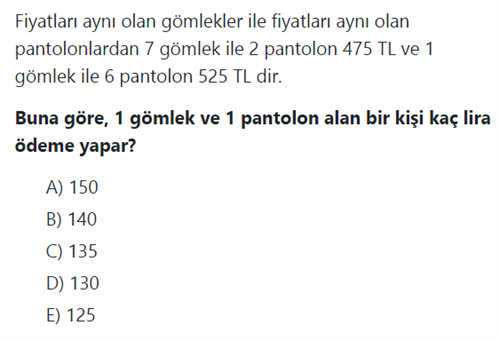 Fiyatları aynı olan gömlekler ile fiyatları aynı olan
pantolonlardan 7 gömlek ile 2 pantolon 475 TL ve 1
gömlek ile 6 pantolon 525 TL dir.
Buna göre, 1 gömlek ve 1 pantolon alan bir kişi kaç lira
ödeme yapar?
A) 150
B) 140
C) 135
D) 130
E) 125